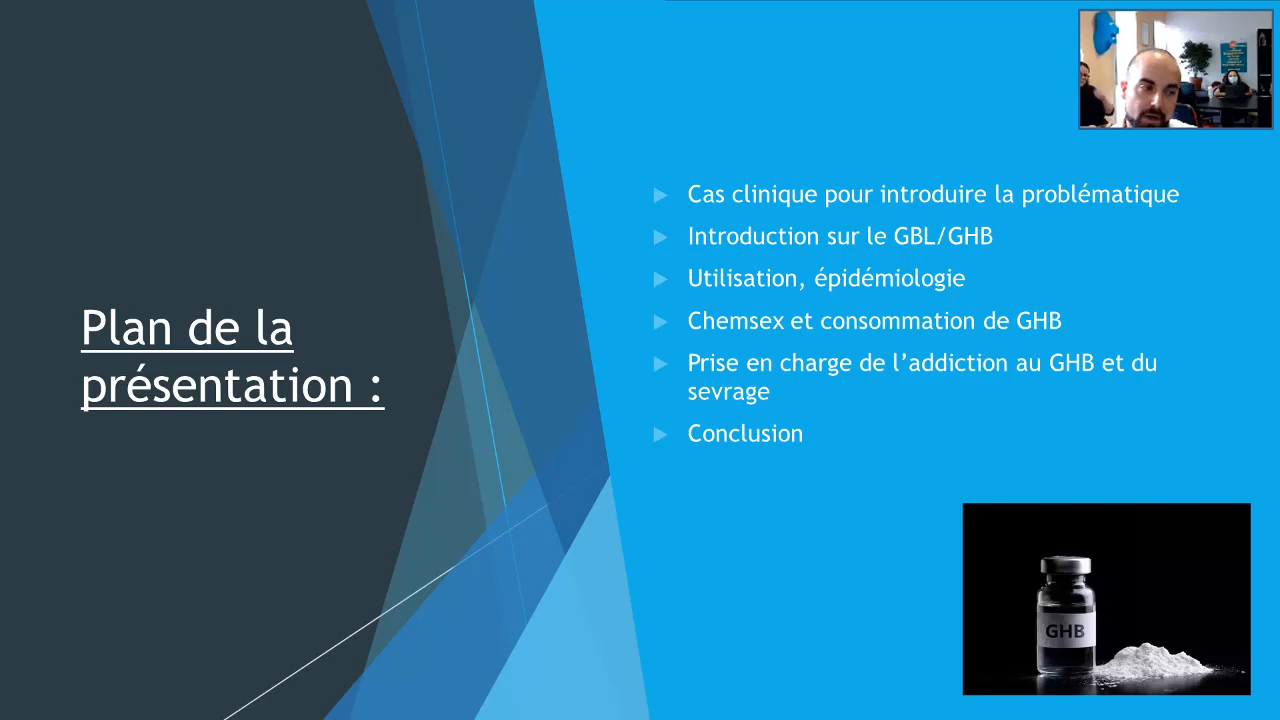 Plan de la
présentation :
Cas clinique pour introduire la problématique
Introduction sur le GBL/GHB
Utilisation, épidémiologie
Chemsex et consommation de GHB
Prise en charge de l’addiction au GHB et du
sevrage
Conclusion
GHB